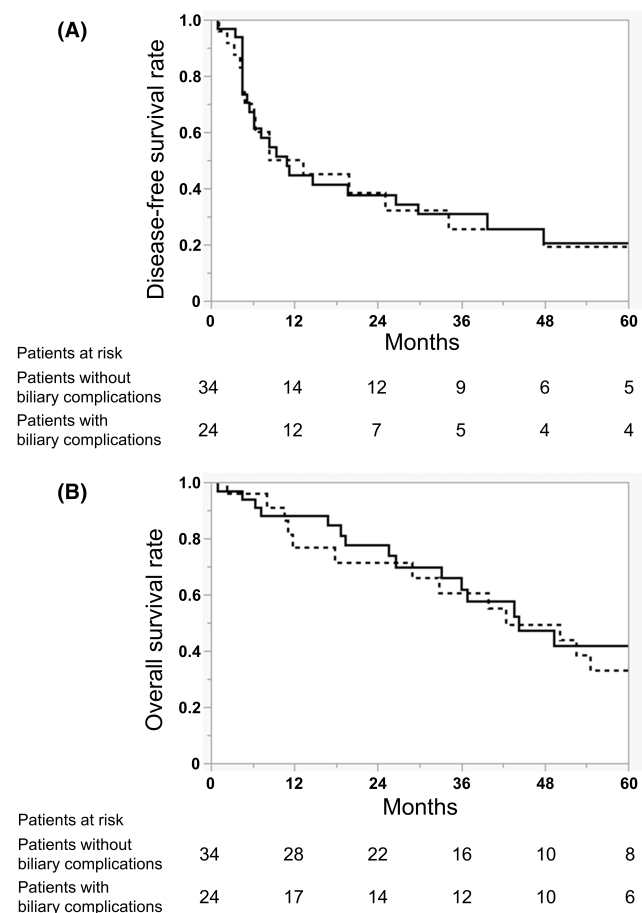 (A)
Disease-free survival rate
1.0
0.8
0.6
0.4
0.2
0
0 12 24 36 48 60
Months
Patients at risk
Patients without
biliary complications
34 14 12 9 6 5
Patients with
biliary complications
24 12 7 5 4 4
(B)
Overall survival rate
1.0
0.8
0.6
0.4
0.2
0
0 12 24 36 48 60
Months
Patients at risk
Patients without
biliary complications
34 28 22 16 10 8
Patients with
biliary complications
24 17 14 12 10 6